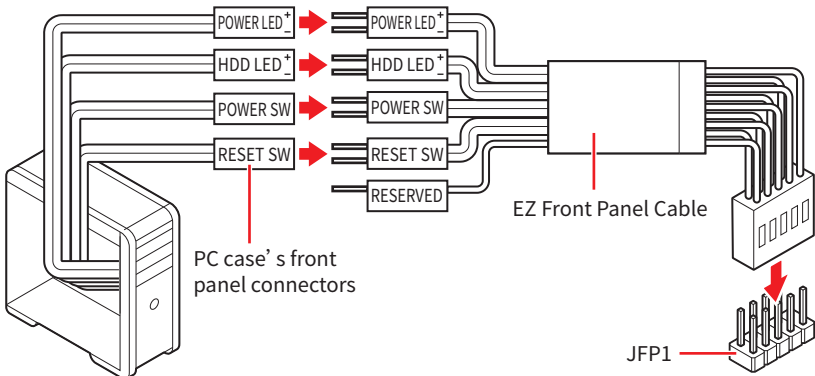 POWER LED + − POWER LED + −
HDD LED + − HDD LED + −
POWER SW POWER SW
RESET SW RESET SW
RESERVED
EZ Front Panel Cable
PC case’ s front
panel connectors
JFP1